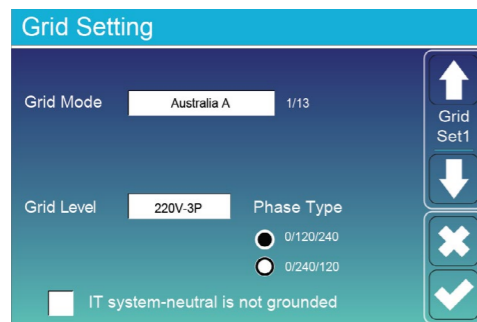 Grid Setting
Grid Mode Australia A 1/13
Grid
Set1
Grid Level 220V-3P Phase Type
0/120/240
0/240/120
IT system-neutral is not grounded